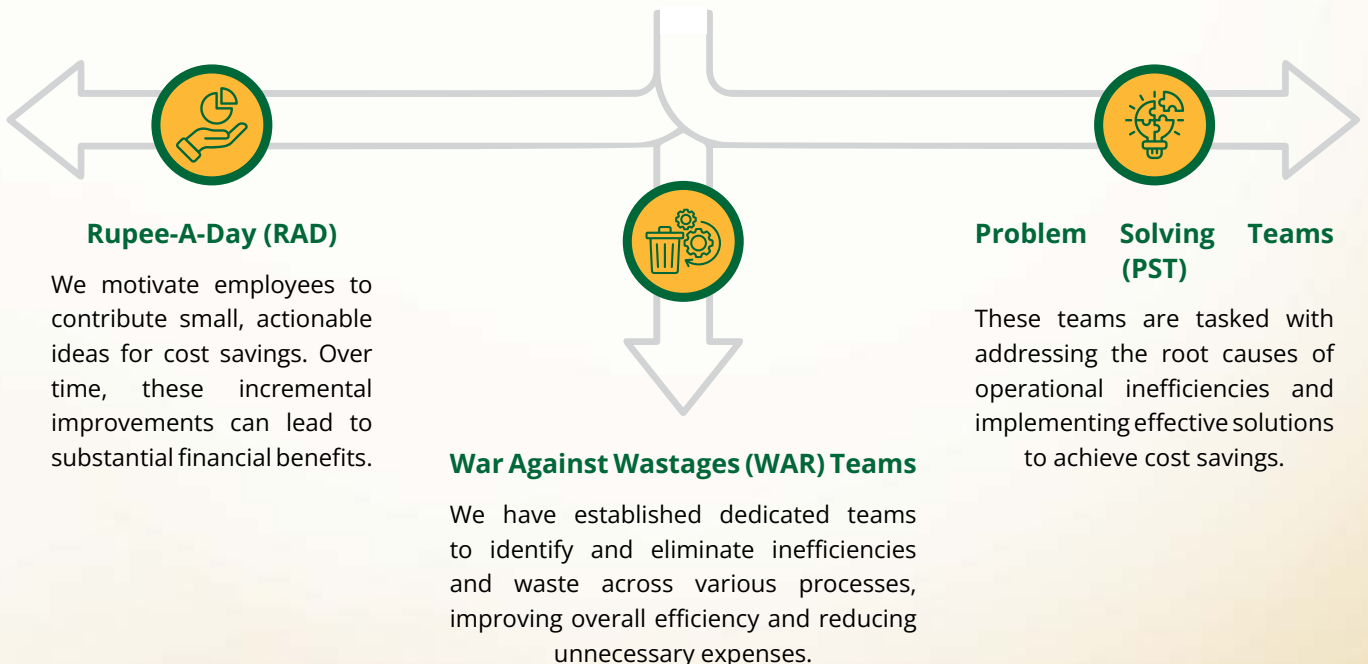 Rupee-A-Day (RAD)
We motivate employees to
contribute small, actionable
ideas for cost savings. Over
time, these incremental
improvements can lead to
substantial financial benefits.
War Against Wastages (WAR) Teams
We have established dedicated teams
to identify and eliminate inefficiencies
and waste across various processes,
improving overall efficiency and reducing
unnecessary expenses.
Problem Solving Teams
(PST)
These teams are tasked with
addressing the root causes of
operational inefficiencies and
implementing effective solutions
to achieve cost savings.